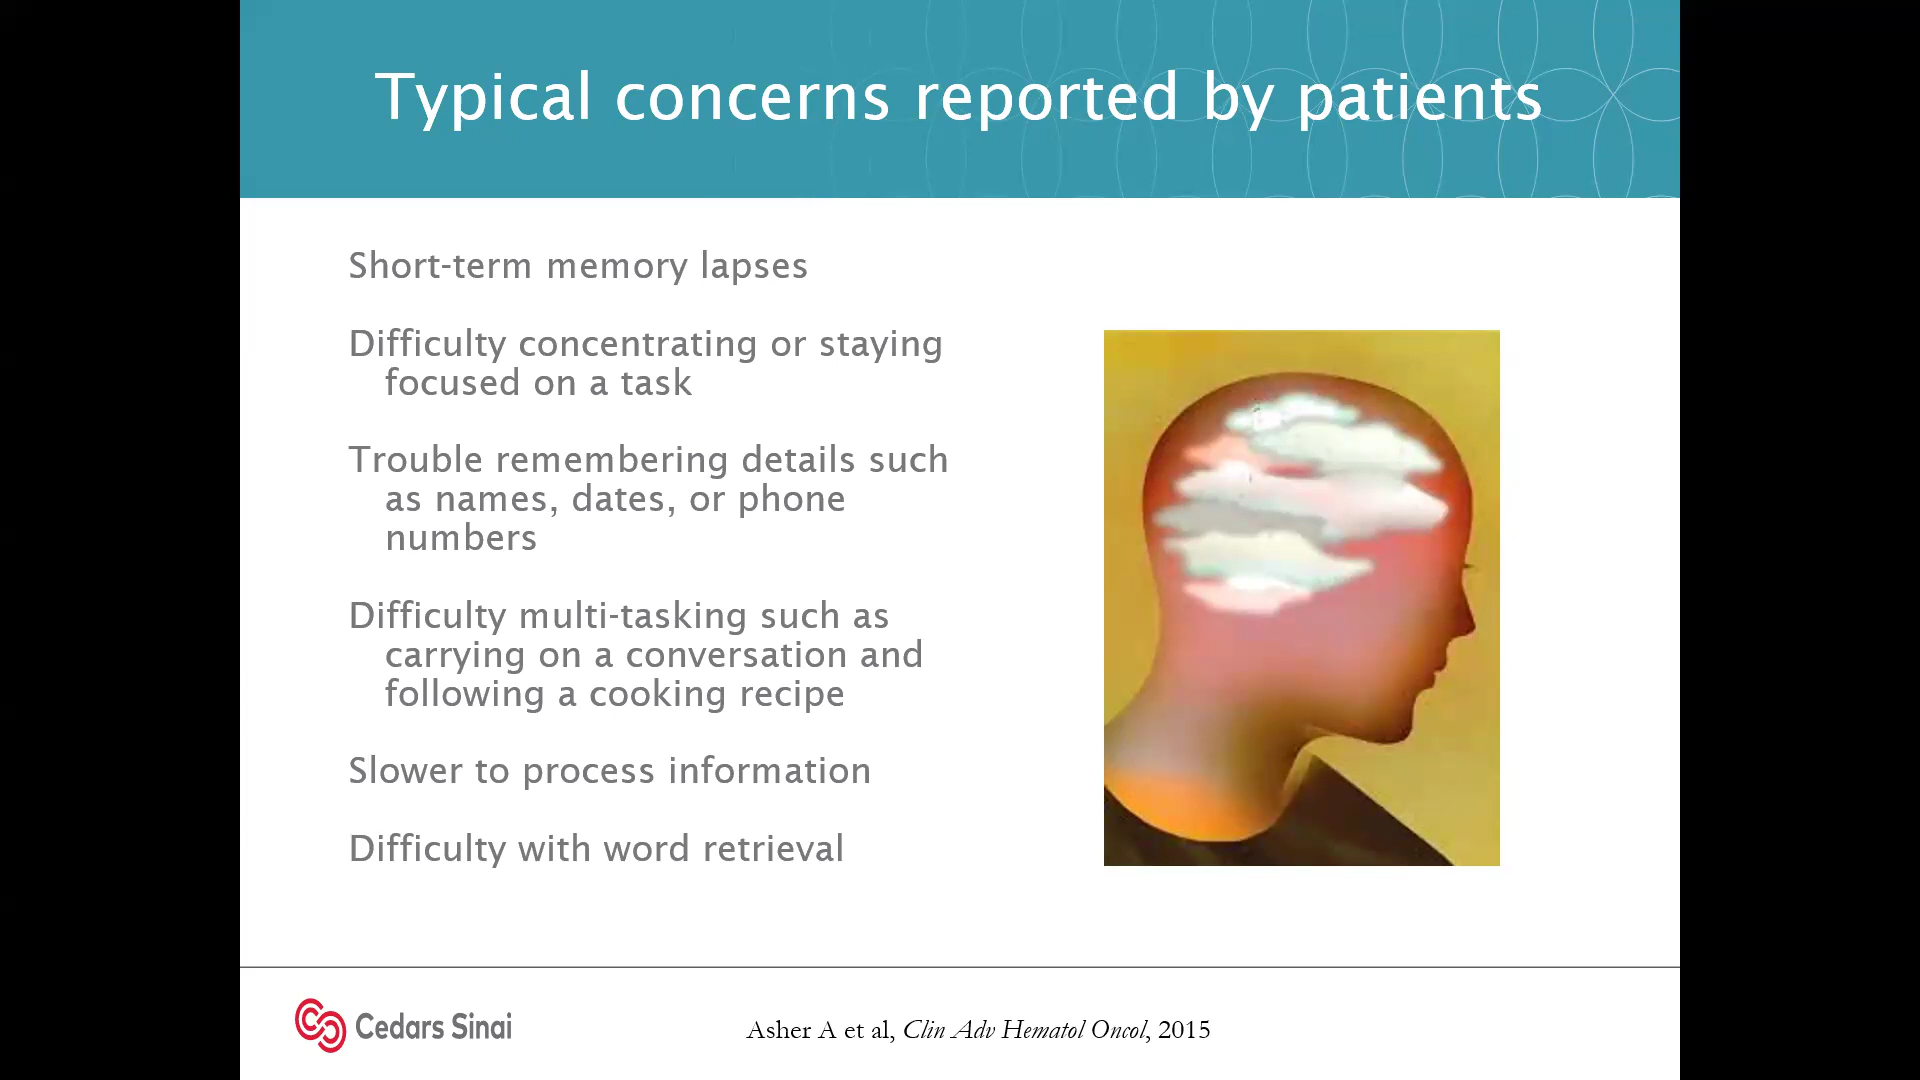 Typical concerns reported by patients
Short-term memory lapses
Difficulty concentrating or staying
focused on a task
Trouble remembering details such
as names, dates, or phone
numbers
Difficulty multi-tasking such as
carrying on a conversation and
following a cooking recipe
Slower to process information
Difficulty with word retrieval
Cedars Sinai
Asher A et al, Clin Adv Hematol Oncol, 2015